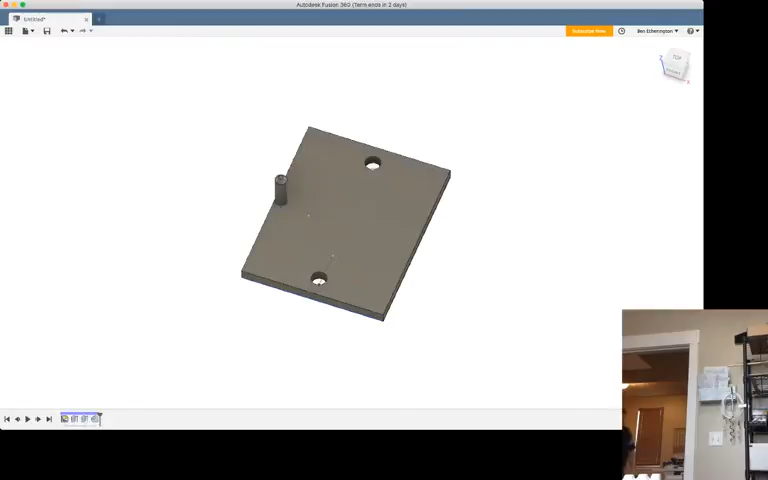 Autodesk Fusion 360 (Term ends in 2 days)
Untitled*
Subscribe Now
Ben Etherington
TOP